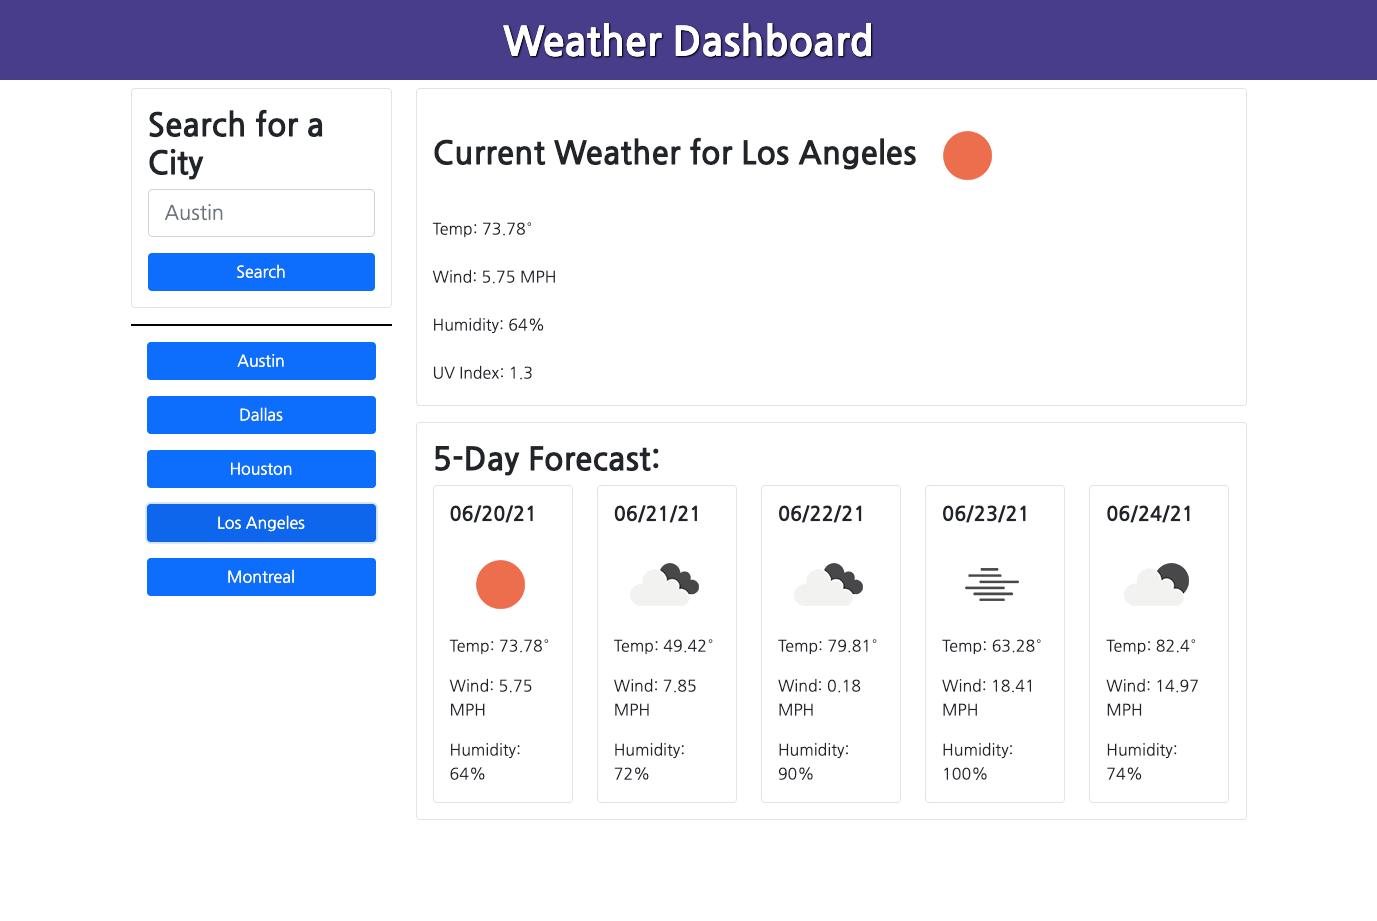 Weather Dashboard
Search for a
City
Austin
Search
Austin
Dallas
Houston
Los Angeles
Montreal
Current Weather for Los Angeles
Temp: 73.78°
Wind: 5.75 MPH
Humidity: 64%
UV Index: 1.3
5-Day Forecast:
06/20/21
Temp: 73.78°
Wind: 5.75
MPH
Humidity:
64%
06/21/21
Temp: 49.42°
Wind: 7.85
MPH
Humidity:
72%
06/22/21
Temp: 79.81°
Wind: 0.18
MPH
Humidity:
90%
06/23/21
Temp: 63.28°
Wind: 18.41
MPH
Humidity:
100%
06/24/21
Temp: 82.4°
Wind: 14.97
MPH
Humidity:
74%